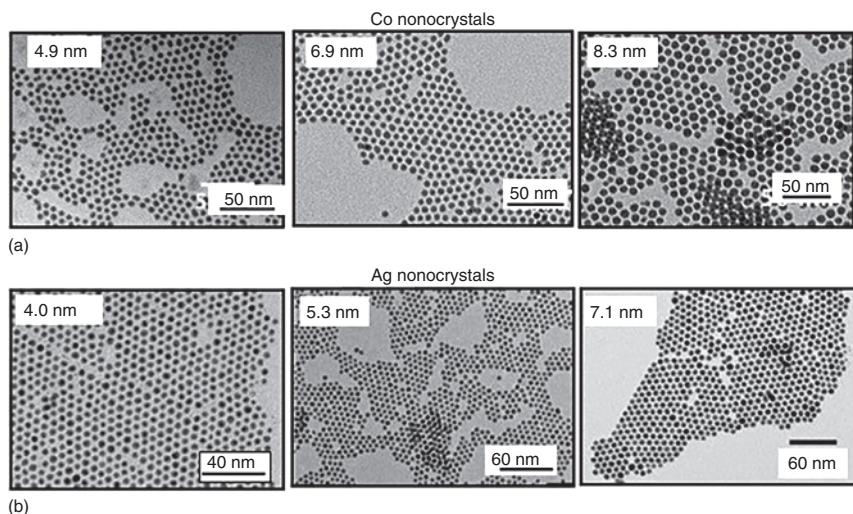 Co nonocrystals
4.9 nm
6.9 nm
8.3 nm
50 nm
50 nm
50 nm
(a)
Ag nonocrystals
4.0 nm
5.3 nm
7.1 nm
40 nm
60 nm
60 nm
(b)